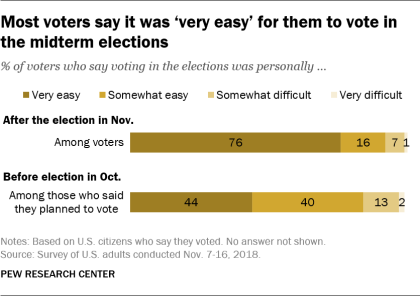 Most voters say it was ‘very easy’ for them to vote in
the midterm elections
% of voters who say voting in the elections was personally ...
Very easy Somewhat easy Somewhat difficult Very difficult
After the election in Nov.
Among voters 76 16 7 1
Before election in Oct.
Among those who said
they planned to vote 44 40 13 2
Notes: Based on U.S. citizens who say they voted. No answer not shown.
Source: Survey of U.S. adults conducted Nov. 7-16, 2018.
PEW RESEARCH CENTER